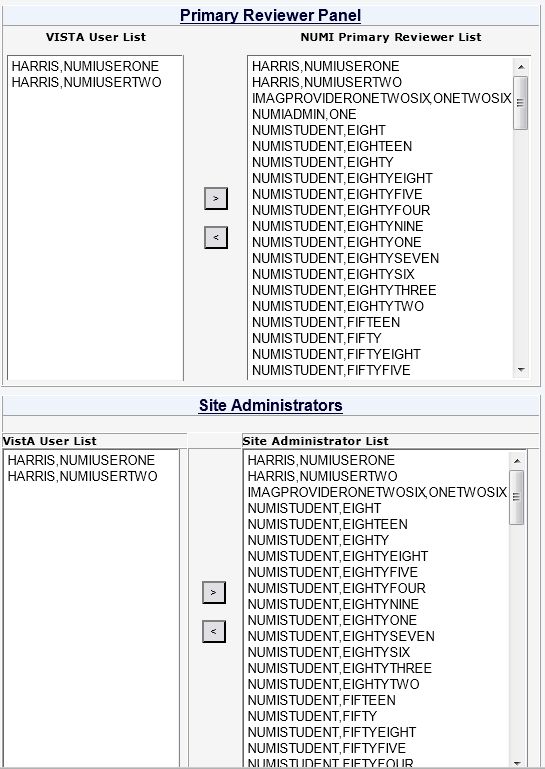 Primary Reviewer Panel
VISTA User List
NUMI Primary Reviewer List
HARRIS,NUMIUSERONE
HARRIS,NUMIUSERTWO
>
<
HARRIS,NUMIUSERONE
HARRIS,NUMIUSERTWO
IMAGPROVIDERONETWOSIX,ONETWOSIX
NUMIADMIN,ONE
NUMISTUDENT,EIGHT
NUMISTUDENT,EIGHTEEN
NUMISTUDENT,EIGHTY
NUMISTUDENT,EIGHTYEIGHT
NUMISTUDENT,EIGHTYFIVE
NUMISTUDENT,EIGHTYFOUR
NUMISTUDENT,EIGHTYNINE
NUMISTUDENT,EIGHTYONE
NUMISTUDENT,EIGHTYSEVEN
NUMISTUDENT,EIGHTYSIX
NUMISTUDENT,EIGHTYTHREE
NUMISTUDENT,EIGHTYTWO
NUMISTUDENT,FIFTEEN
NUMISTUDENT,FIFTY
NUMISTUDENT,FIFTYEIGHT
NUMISTUDENT,FIFTYFIVE
Site Administrators
VistA User List
Site Administrator List
HARRIS,NUMIUSERONE
HARRIS,NUMIUSERTWO
>
<
HARRIS,NUMIUSERONE
HARRIS,NUMIUSERTWO
IMAGPROVIDERONETWOSIX,ONETWOSIX
NUMISTUDENT,EIGHT
NUMISTUDENT,EIGHTEEN
NUMISTUDENT,EIGHTY
NUMISTUDENT,EIGHTYEIGHT
NUMISTUDENT,EIGHTYFIVE
NUMISTUDENT,EIGHTYFOUR
NUMISTUDENT,EIGHTYNINE
NUMISTUDENT,EIGHTYONE
NUMISTUDENT,EIGHTYSEVEN
NUMISTUDENT,EIGHTYSIX
NUMISTUDENT,EIGHTYTHREE
NUMISTUDENT,EIGHTYTWO
NUMISTUDENT,FIFTEEN
NUMISTUDENT,FIFTY
NUMISTUDENT,FIFTYEIGHT
NUMISTUDENT,FIFTYFIVE
NUMISTUDENT,FIFTYFOUR